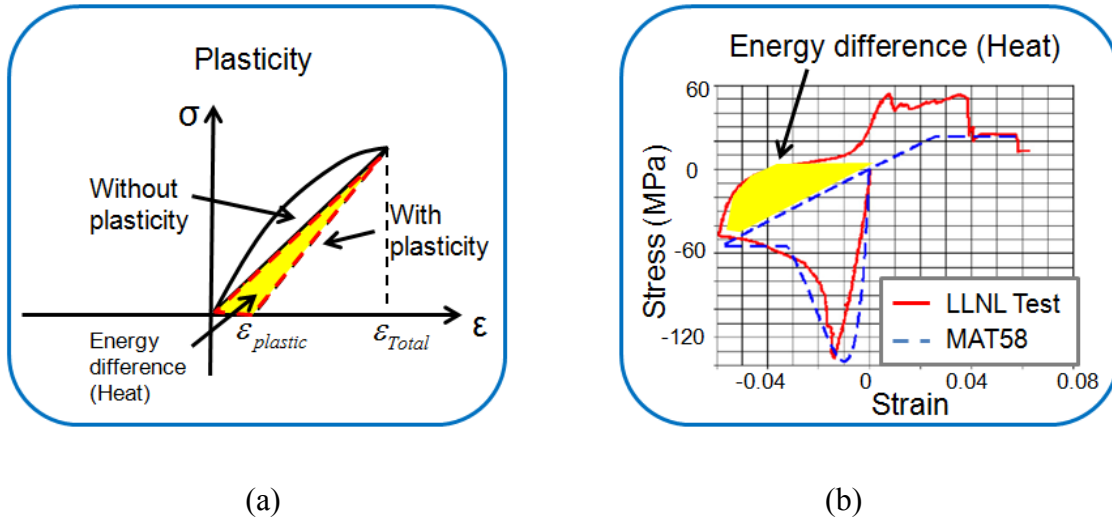 Plasticity
σ
Without
plasticity
With
plasticity
Energy
difference
(Heat)
ε plastic
ε Total
ε
(a)
Energy difference (Heat)
60
0
-60
-120
Stress (MPa)
LLNL Test
MAT58
-0.04
0
0.04
0.08
Strain
(b)